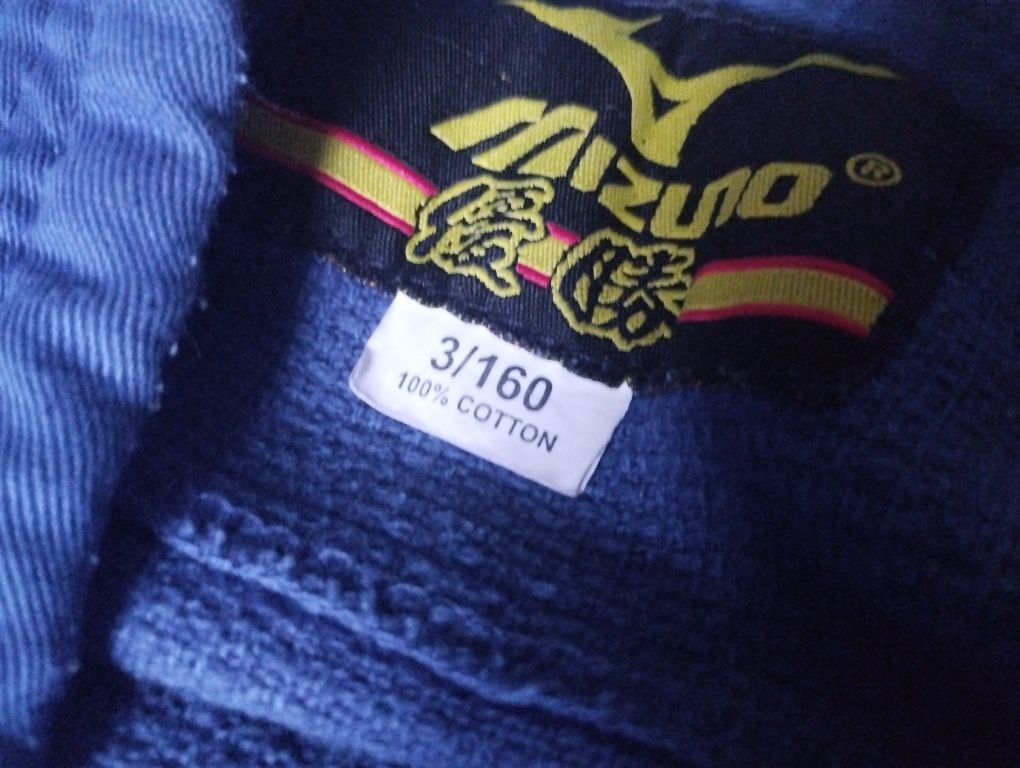 MIZUNO ®
優勝
3/160
100% COTTON